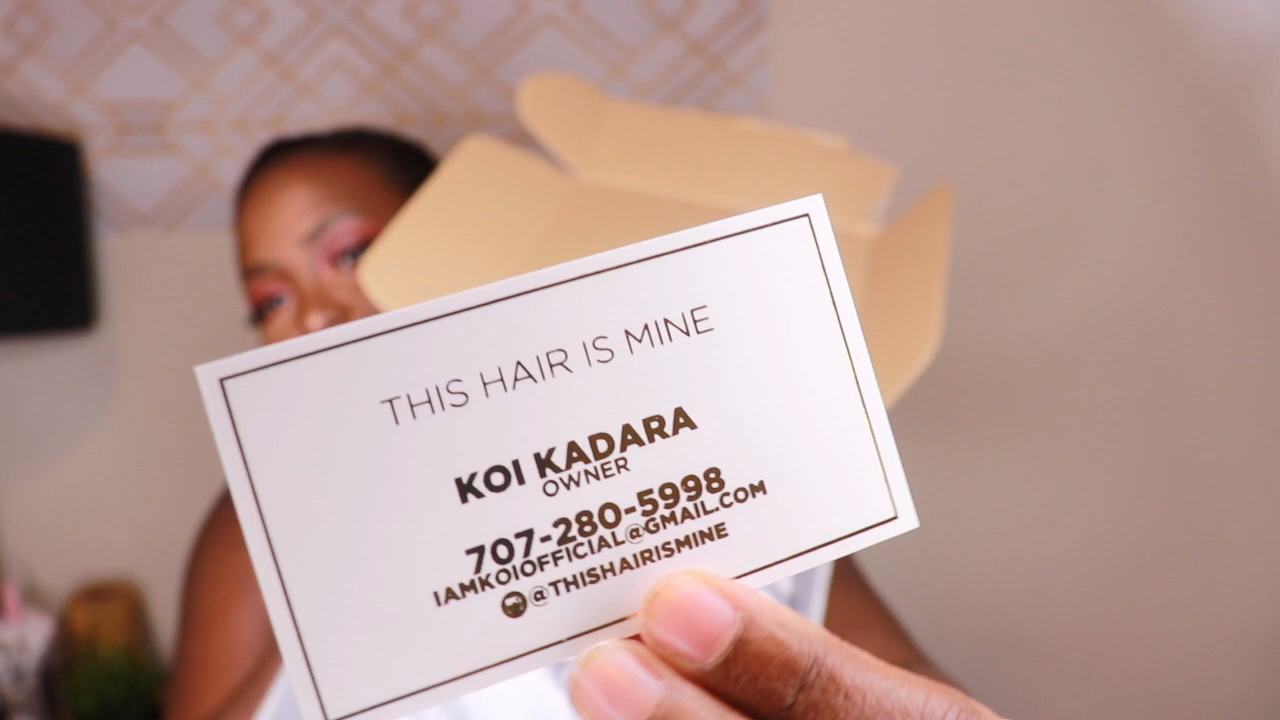 THIS HAIR IS MINE
KOI KADARA
OWNER
707-280-5998
IAMKOIOFFICIAL@GMAIL.COM
@THISHAIRISMINE